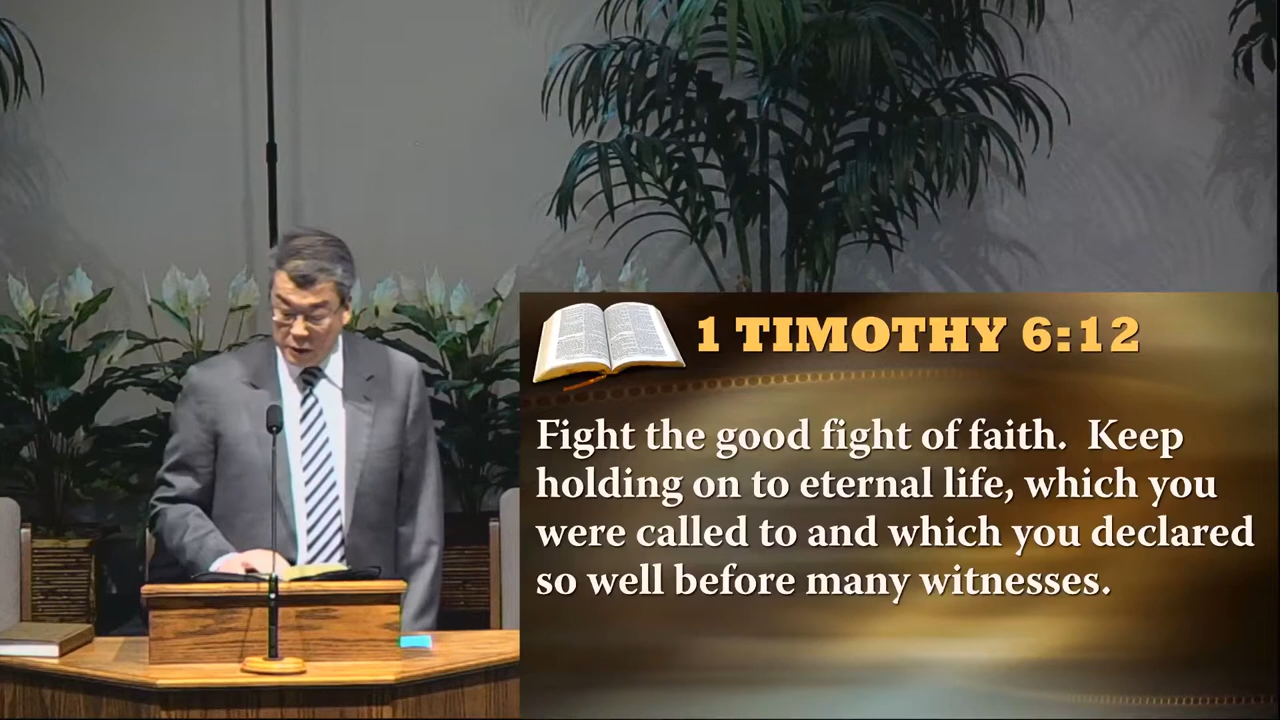 1 TIMOTHY 6:12
Fight the good fight of faith.  Keep
holding on to eternal life, which you
were called to and which you declared
so well before many witnesses.